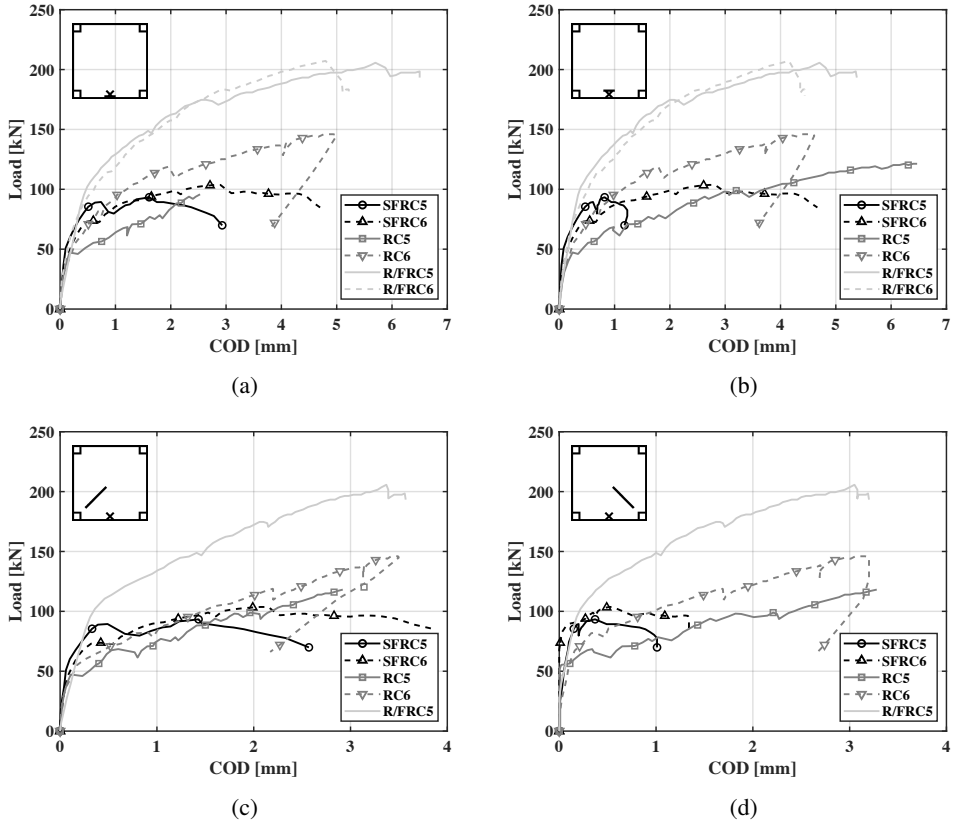 250
200
150
100
50
0
Load [kN]
SFRC5
SFRC6
RC5
RC6
R/FRC5
R/FRC6
0 1 2 3 4 5 6 7
COD [mm]
(a)
250
200
150
100
50
0
Load [kN]
SFRC5
SFRC6
RC5
RC6
R/FRC5
R/FRC6
0 1 2 3 4 5 6 7
COD [mm]
(b)
250
200
150
100
50
0
Load [kN]
SFRC5
SFRC6
RC5
RC6
R/FRC5
0 1 2 3 4
COD [mm]
(c)
250
200
150
100
50
0
Load [kN]
SFRC5
SFRC6
RC5
RC6
R/FRC5
0 1 2 3 4
COD [mm]
(d)